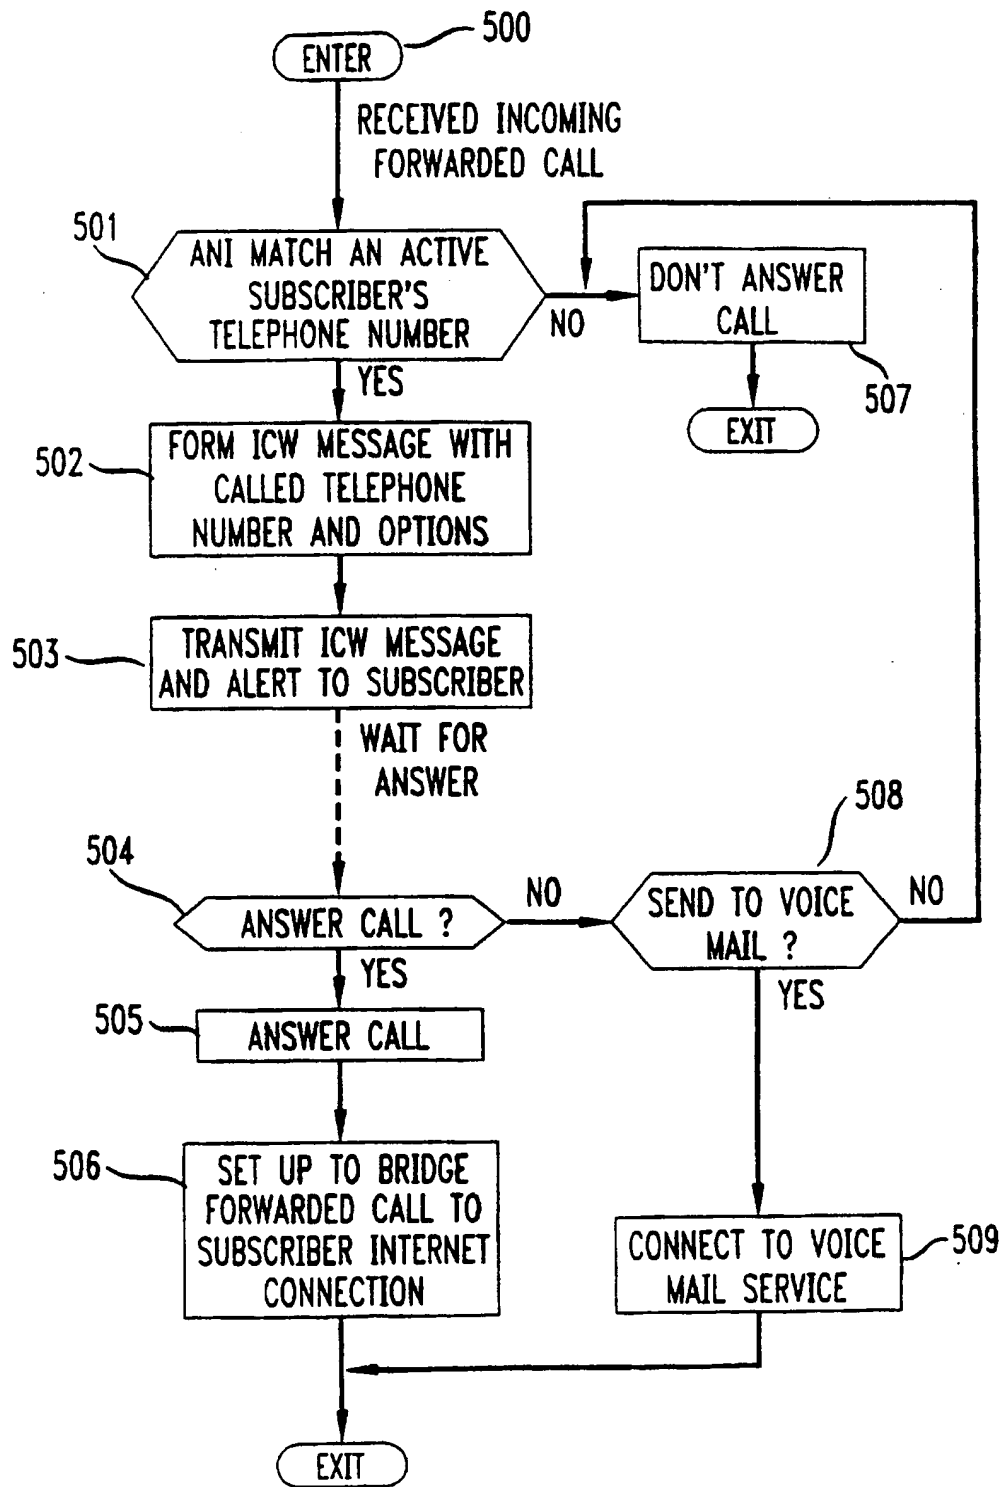 500
ENTER
RECEIVED INCOMING
FORWARDED CALL
501
ANI MATCH AN ACTIVE
SUBSCRIBER'S
TELEPHONE NUMBER
NO
DON'T ANSWER
CALL
507
EXIT
YES
502
FORM ICW MESSAGE WITH
CALLED TELEPHONE
NUMBER AND OPTIONS
503
TRANSMIT ICW MESSAGE
AND ALERT TO SUBSCRIBER
WAIT FOR
ANSWER
504
ANSWER CALL ?
NO
508
SEND TO VOICE
MAIL ?
NO
YES
YES
505
ANSWER CALL
506
SET UP TO BRIDGE
FORWARDED CALL TO
SUBSCRIBER INTERNET
CONNECTION
CONNECT TO VOICE
MAIL SERVICE
509
EXIT